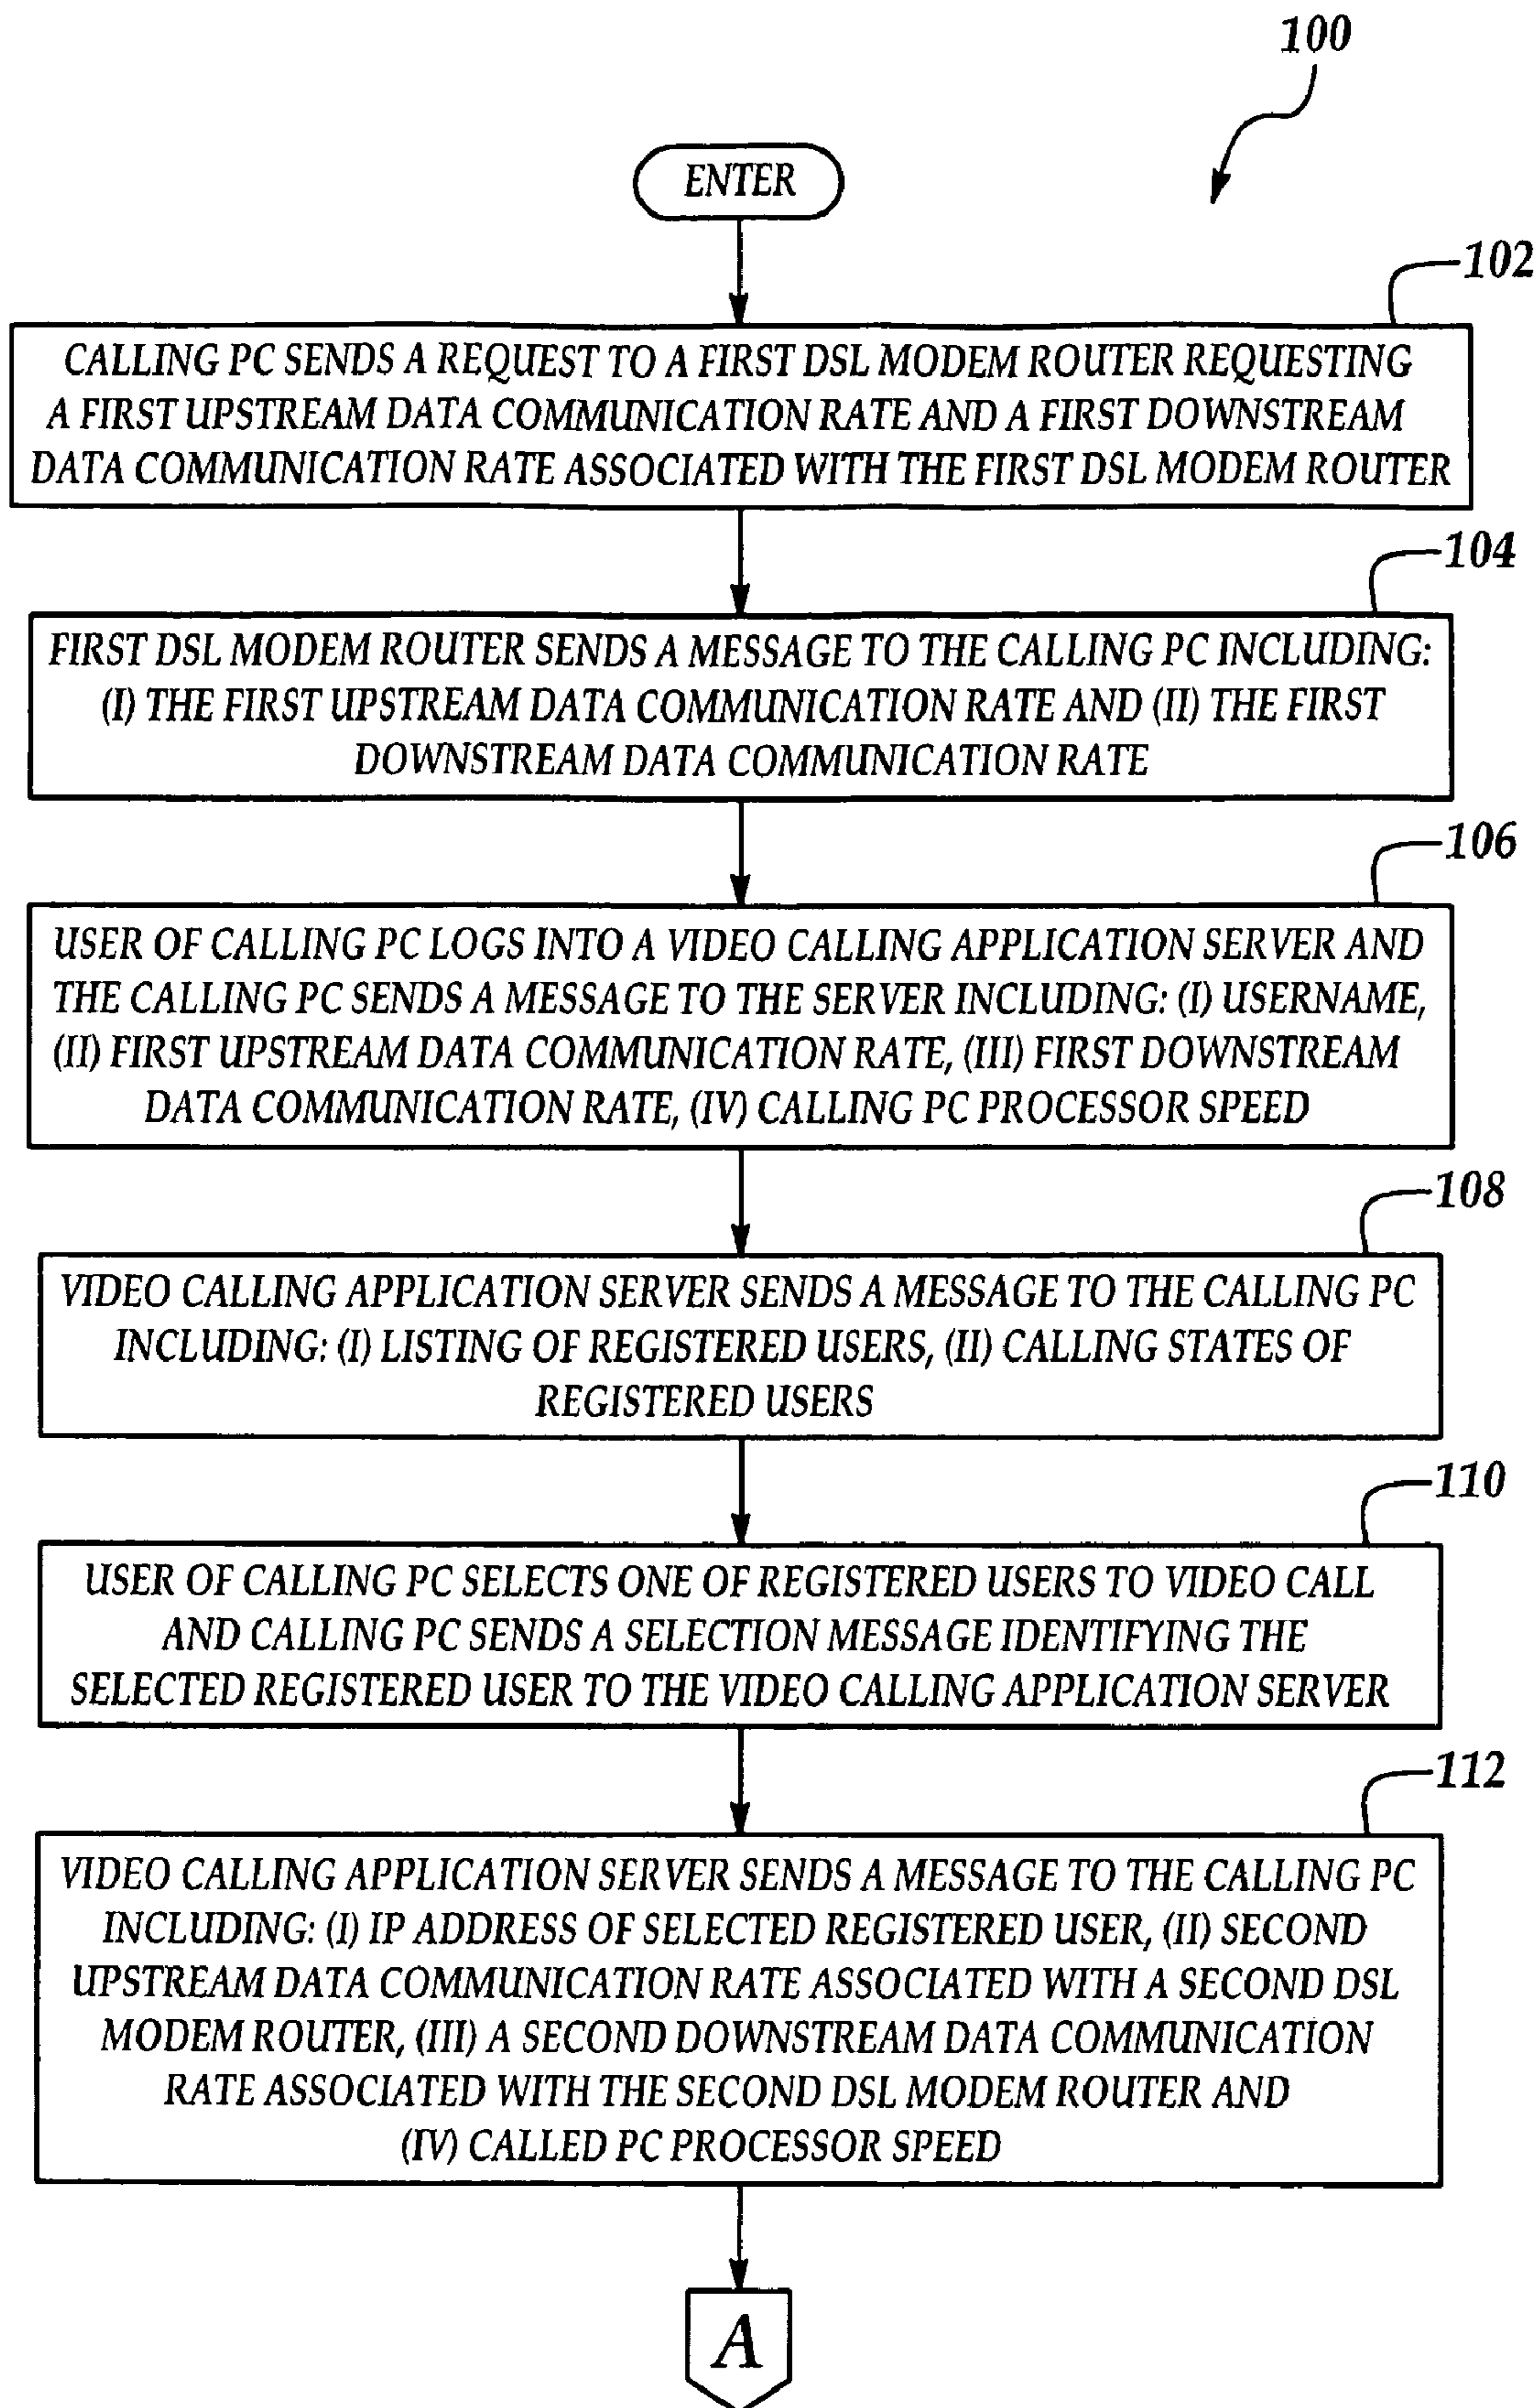 100
ENTER
102
CALLING PC SENDS A REQUEST TO A FIRST DSL MODEM ROUTER REQUESTING
A FIRST UPSTREAM DATA COMMUNICATION RATE AND A FIRST DOWNSTREAM
DATA COMMUNICATION RATE ASSOCIATED WITH THE FIRST DSL MODEM ROUTER
104
FIRST DSL MODEM ROUTER SENDS A MESSAGE TO THE CALLING PC INCLUDING:
(I) THE FIRST UPSTREAM DATA COMMUNICATION RATE AND (II) THE FIRST
DOWNSTREAM DATA COMMUNICATION RATE
106
USER OF CALLING PC LOGS INTO A VIDEO CALLING APPLICATION SERVER AND
THE CALLING PC SENDS A MESSAGE TO THE SERVER INCLUDING: (I) USERNAME,
(II) FIRST UPSTREAM DATA COMMUNICATION RATE, (III) FIRST DOWNSTREAM
DATA COMMUNICATION RATE, (IV) CALLING PC PROCESSOR SPEED
108
VIDEO CALLING APPLICATION SERVER SENDS A MESSAGE TO THE CALLING PC
INCLUDING: (I) LISTING OF REGISTERED USERS, (II) CALLING STATES OF
REGISTERED USERS
110
USER OF CALLING PC SELECTS ONE OF REGISTERED USERS TO VIDEO CALL
AND CALLING PC SENDS A SELECTION MESSAGE IDENTIFYING THE
SELECTED REGISTERED USER TO THE VIDEO CALLING APPLICATION SERVER
112
VIDEO CALLING APPLICATION SERVER SENDS A MESSAGE TO THE CALLING PC
INCLUDING: (I) IP ADDRESS OF SELECTED REGISTERED USER, (II) SECOND
UPSTREAM DATA COMMUNICATION RATE ASSOCIATED WITH A SECOND DSL
MODEM ROUTER, (III) A SECOND DOWNSTREAM DATA COMMUNICATION
RATE ASSOCIATED WITH THE SECOND DSL MODEM ROUTER AND
(IV) CALLED PC PROCESSOR SPEED
A